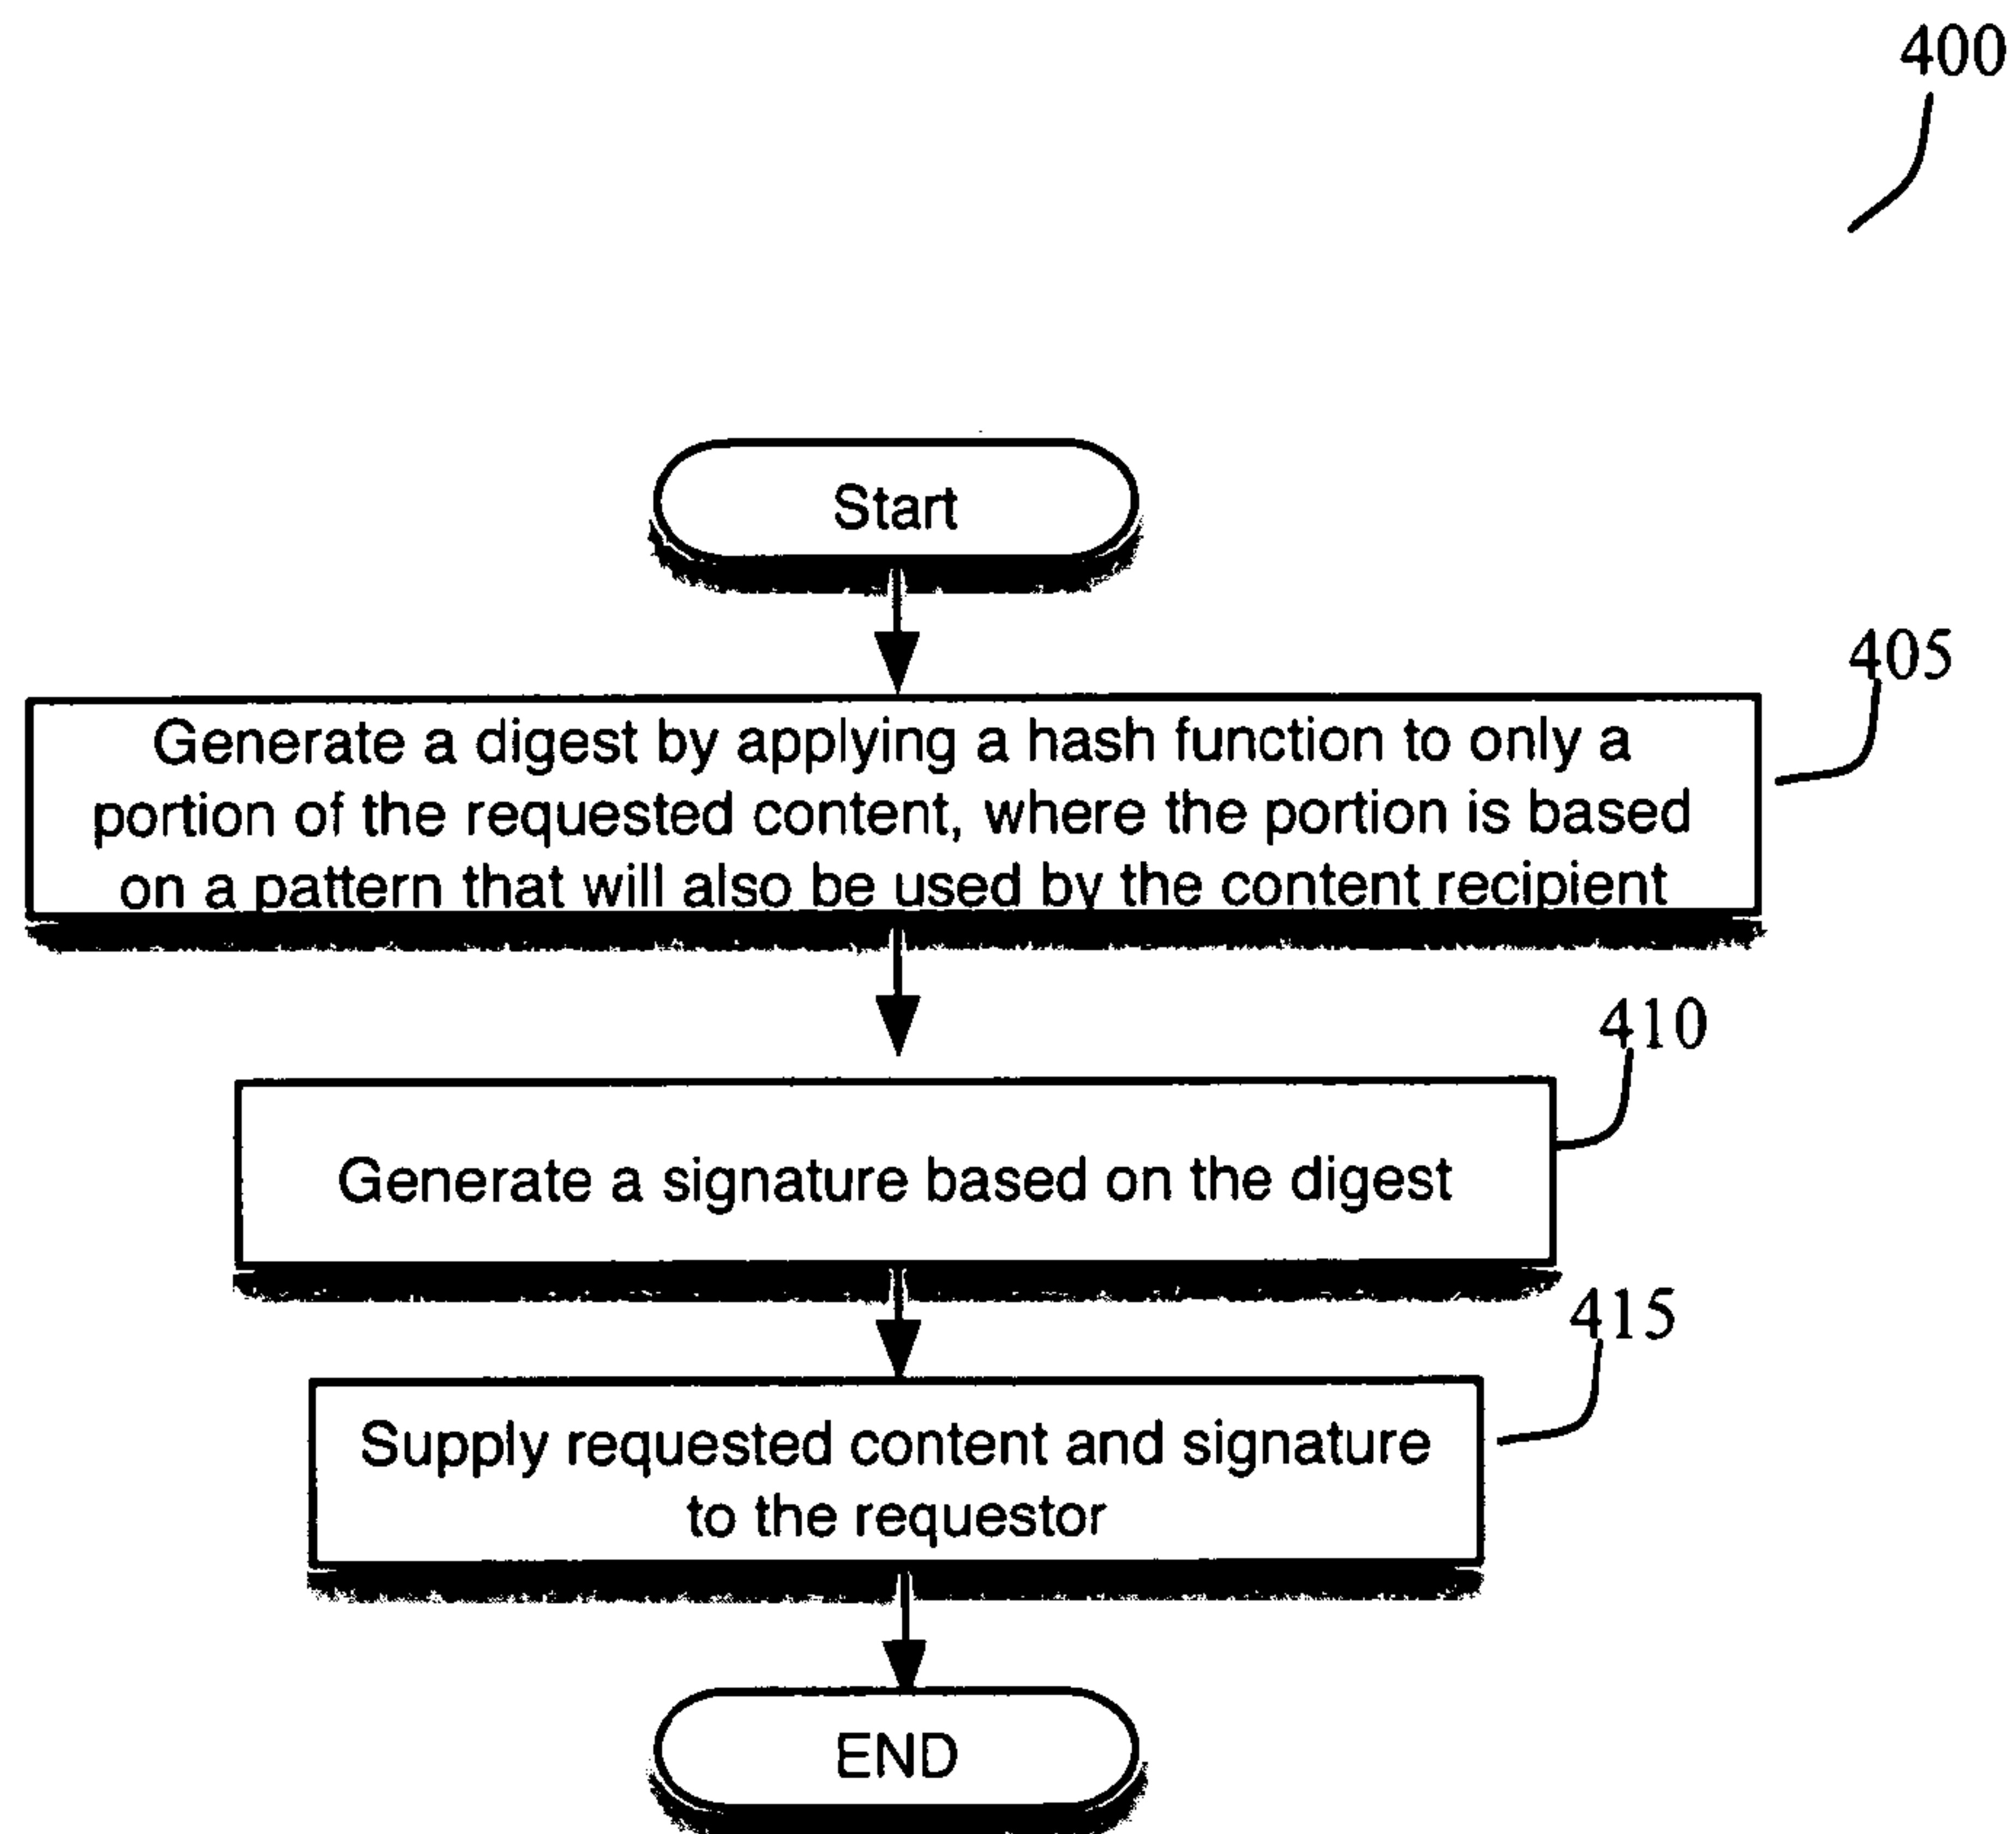 400
Start
405
Generate a digest by applying a hash function to only a
portion of the requested content, where the portion is based
on a pattern that will also be used by the content recipient
410
Generate a signature based on the digest
415
Supply requested content and signature
to the requestor
END